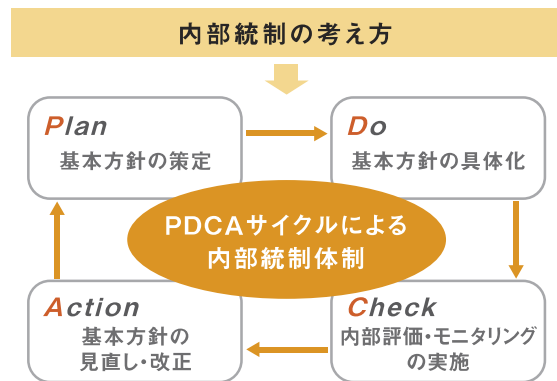 内部統制の考え方
Plan
基本方針の策定
Do
基本方針の具体化
PDCAサイクルによる
内部統制体制
Action
基本方針の
見直し・改正
Check
内部評価・モニタリング
の実施